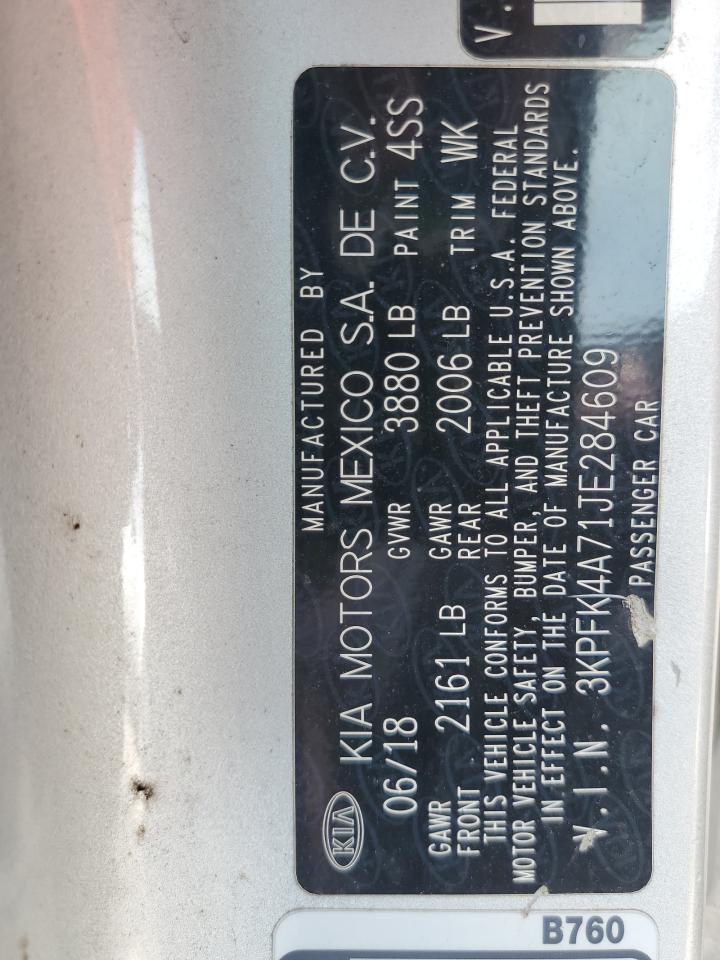 V.
MANUFACTURED BY
KIA KIA MOTORS MEXICO S.A. DE C.V.
06/18 GVWR 3880 LB PAINT 4SS
GAWR FRONT 2161 LB GAWR REAR 2006 LB TRIM WK
THIS VEHICLE CONFORMS TO ALL APPLICABLE U.S.A. FEDERAL
MOTOR VEHICLE SAFETY, BUMPER, AND THEFT PREVENTION STANDARDS
IN EFFECT ON THE DATE OF MANUFACTURE SHOWN ABOVE.
V.I.N. 3KPFK4A71JE284609
PASSENGER CAR
B760